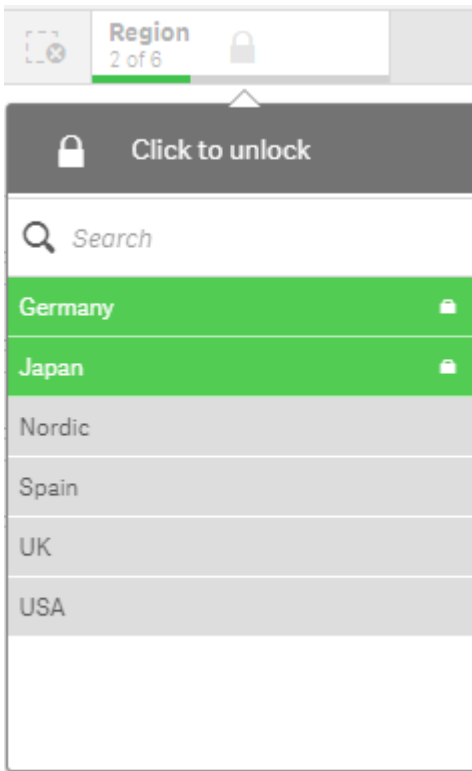 Region
2 of 6
Click to unlock
Search
Germany
Japan
Nordic
Spain
UK
USA